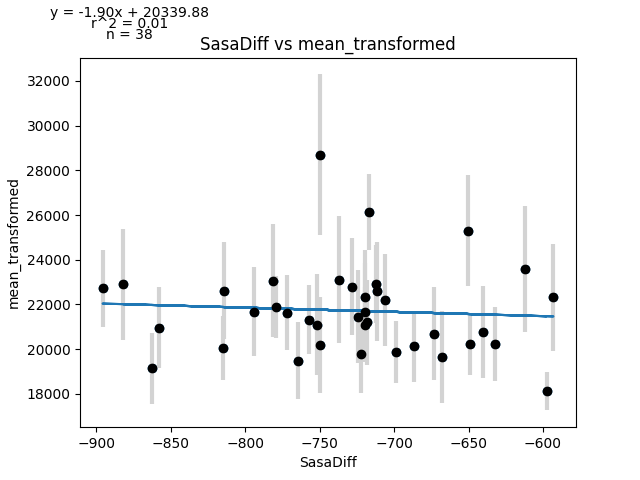 y = -1.90x + 20339.88
r^2 = 0.01
n = 38
SasaDiff vs mean_transformed
32000
30000
28000
26000
24000
22000
20000
18000
mean_transformed
−900 −850 −800 −750 −700 −650 −600
SasaDiff